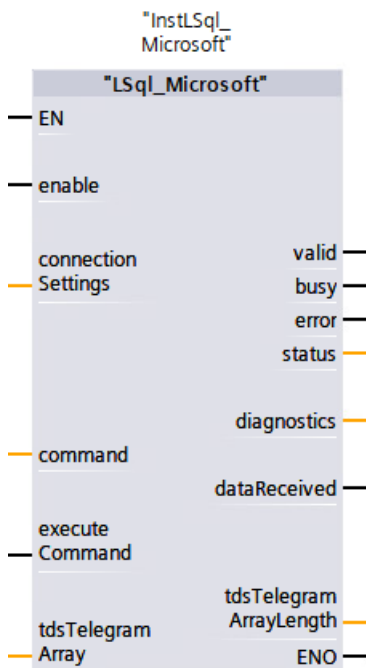 "InstLSql_
Microsoft"
"LSql_Microsoft"
EN
enable
connection
Settings
valid
busy
error
status
diagnostics
command
dataReceived
execute
Command
tdsTelegram
ArrayLength
tdsTelegram
Array
ENO